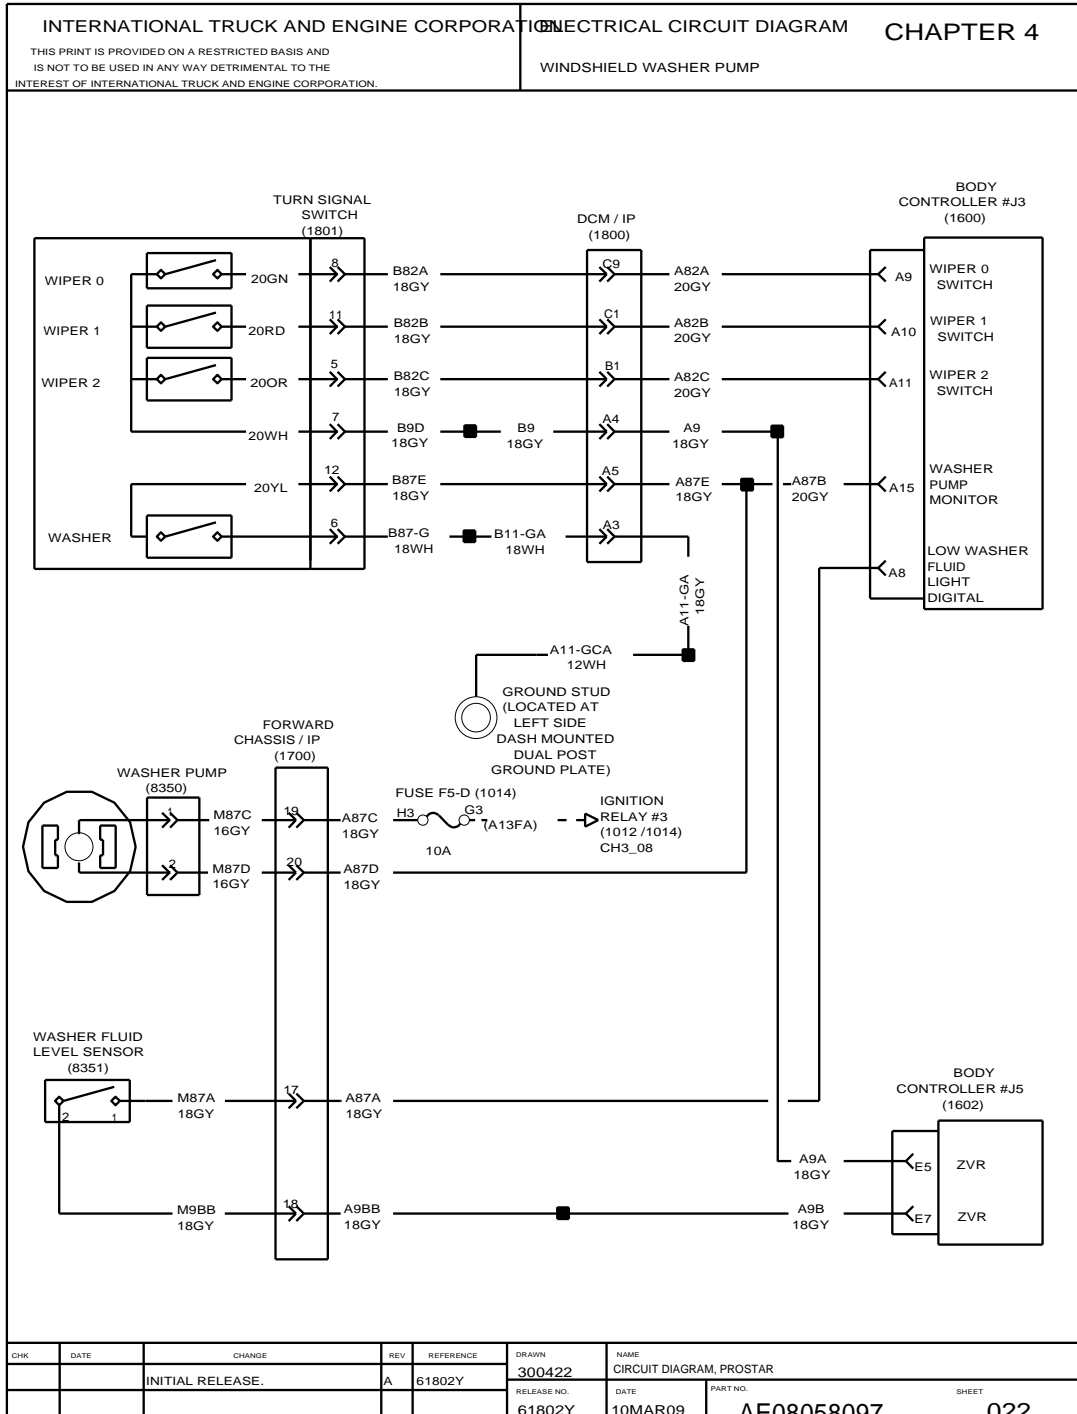 INTERNATIONAL TRUCK AND ENGINE CORPORATION
THIS PRINT IS PROVIDED ON A RESTRICTED BASIS AND
IS NOT TO BE USED IN ANY WAY DETRIMENTAL TO THE
INTEREST OF INTERNATIONAL TRUCK AND ENGINE CORPORATION.
ELECTRICAL CIRCUIT DIAGRAM
WINDSHIELD WASHER PUMP
CHAPTER 4
TURN SIGNAL
SWITCH
(1801)
DCM / IP
(1800)
BODY
CONTROLLER #J3
(1600)
WIPER 0
20GN
8
B82A
18GY
C9
A82A
20GY
A9
WIPER 0
SWITCH
WIPER 1
20RD
11
B82B
18GY
C1
A82B
20GY
A10
WIPER 1
SWITCH
WIPER 2
20OR
5
B82C
18GY
B1
A82C
20GY
A11
WIPER 2
SWITCH
20WH
7
B9D
18GY
B9
18GY
A4
A9
18GY
20YL
12
B87E
18GY
A5
A87E
18GY
A87B
20GY
A15
WASHER
PUMP
MONITOR
WASHER
6
B87-G
18WH
B11-GA
18WH
A3
A11-GA
18GY
A8
LOW WASHER
FLUID
LIGHT
DIGITAL
A11-GCA
12WH
GROUND STUD
(LOCATED AT
LEFT SIDE
DASH MOUNTED
DUAL POST
GROUND PLATE)
FORWARD
CHASSIS / IP
(1700)
WASHER PUMP
(8350)
1
M87C
16GY
19
A87C
18GY
FUSE F5-D (1014)
H3
G3
10A
(A13FA)
IGNITION
RELAY #3
(1012 /1014)
CH3_08
2
M87D
16GY
20
A87D
18GY
WASHER FLUID
LEVEL SENSOR
(8351)
2
1
M87A
18GY
17
A87A
18GY
BODY
CONTROLLER #J5
(1602)
A9A
18GY
E5
ZVR
M9BB
18GY
18
A9BB
18GY
A9B
18GY
E7
ZVR
CHK
DATE
CHANGE
REV
REFERENCE
INITIAL RELEASE.
A
61802Y
DRAWN
300422
NAME
CIRCUIT DIAGRAM, PROSTAR
RELEASE NO.
61802Y
DATE
10MAR09
PART NO.
AE08058097
SHEET
022